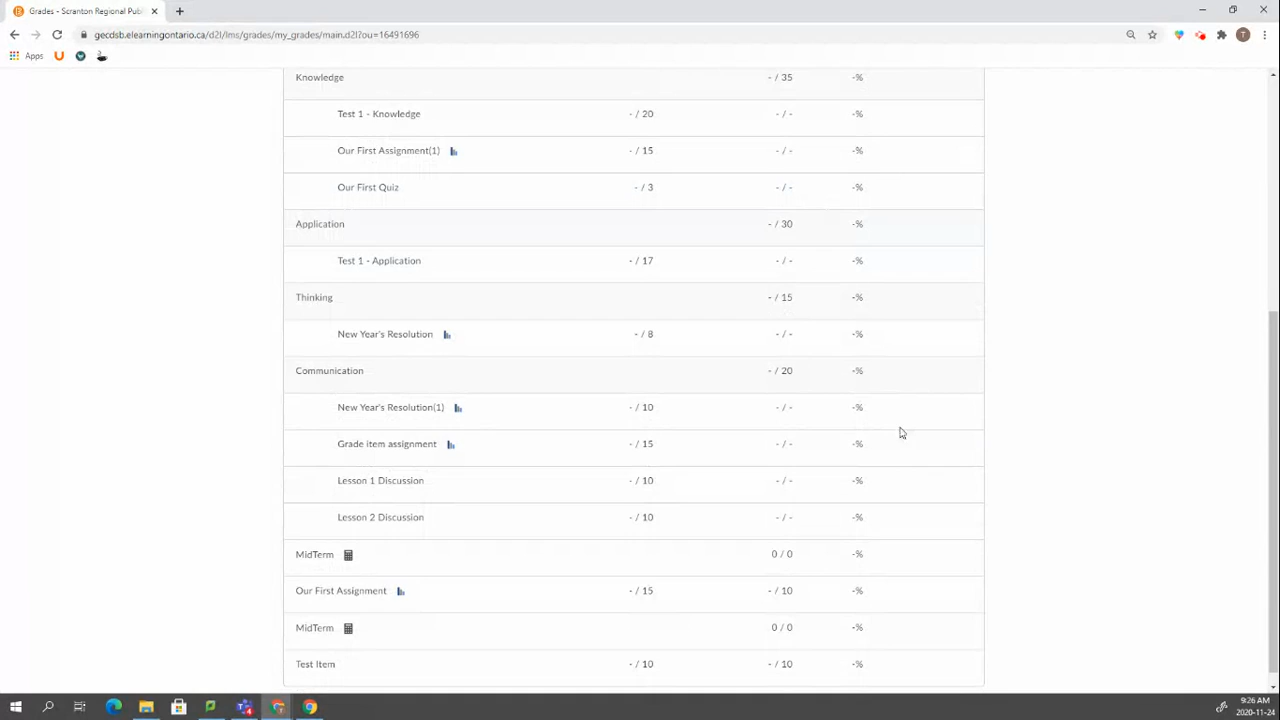 Grades - Scranton Regional Publ
gecdsb.elearningontario.ca/d2l/lms/grades/my_grades/main.d2l?ou=16491696
Apps
Knowledge - / 35 -%
Test 1 - Knowledge - / 20 - / - -%
Our First Assignment(1) - / 15 - / - -%
Our First Quiz - / 3 - / - -%
Application - / 30 -%
Test 1 - Application - / 17 - / - -%
Thinking - / 15 -%
New Year's Resolution - / 8 - / - -%
Communication - / 20 -%
New Year's Resolution(1) - / 10 - / - -%
Grade item assignment - / 15 - / - -%
Lesson 1 Discussion - / 10 - / - -%
Lesson 2 Discussion - / 10 - / - -%
MidTerm 0 / 0 -%
Our First Assignment - / 15 - / 10 -%
MidTerm 0 / 0 -%
Test Item - / 10 - / 10 -%
9:26 AM
2020-11-24